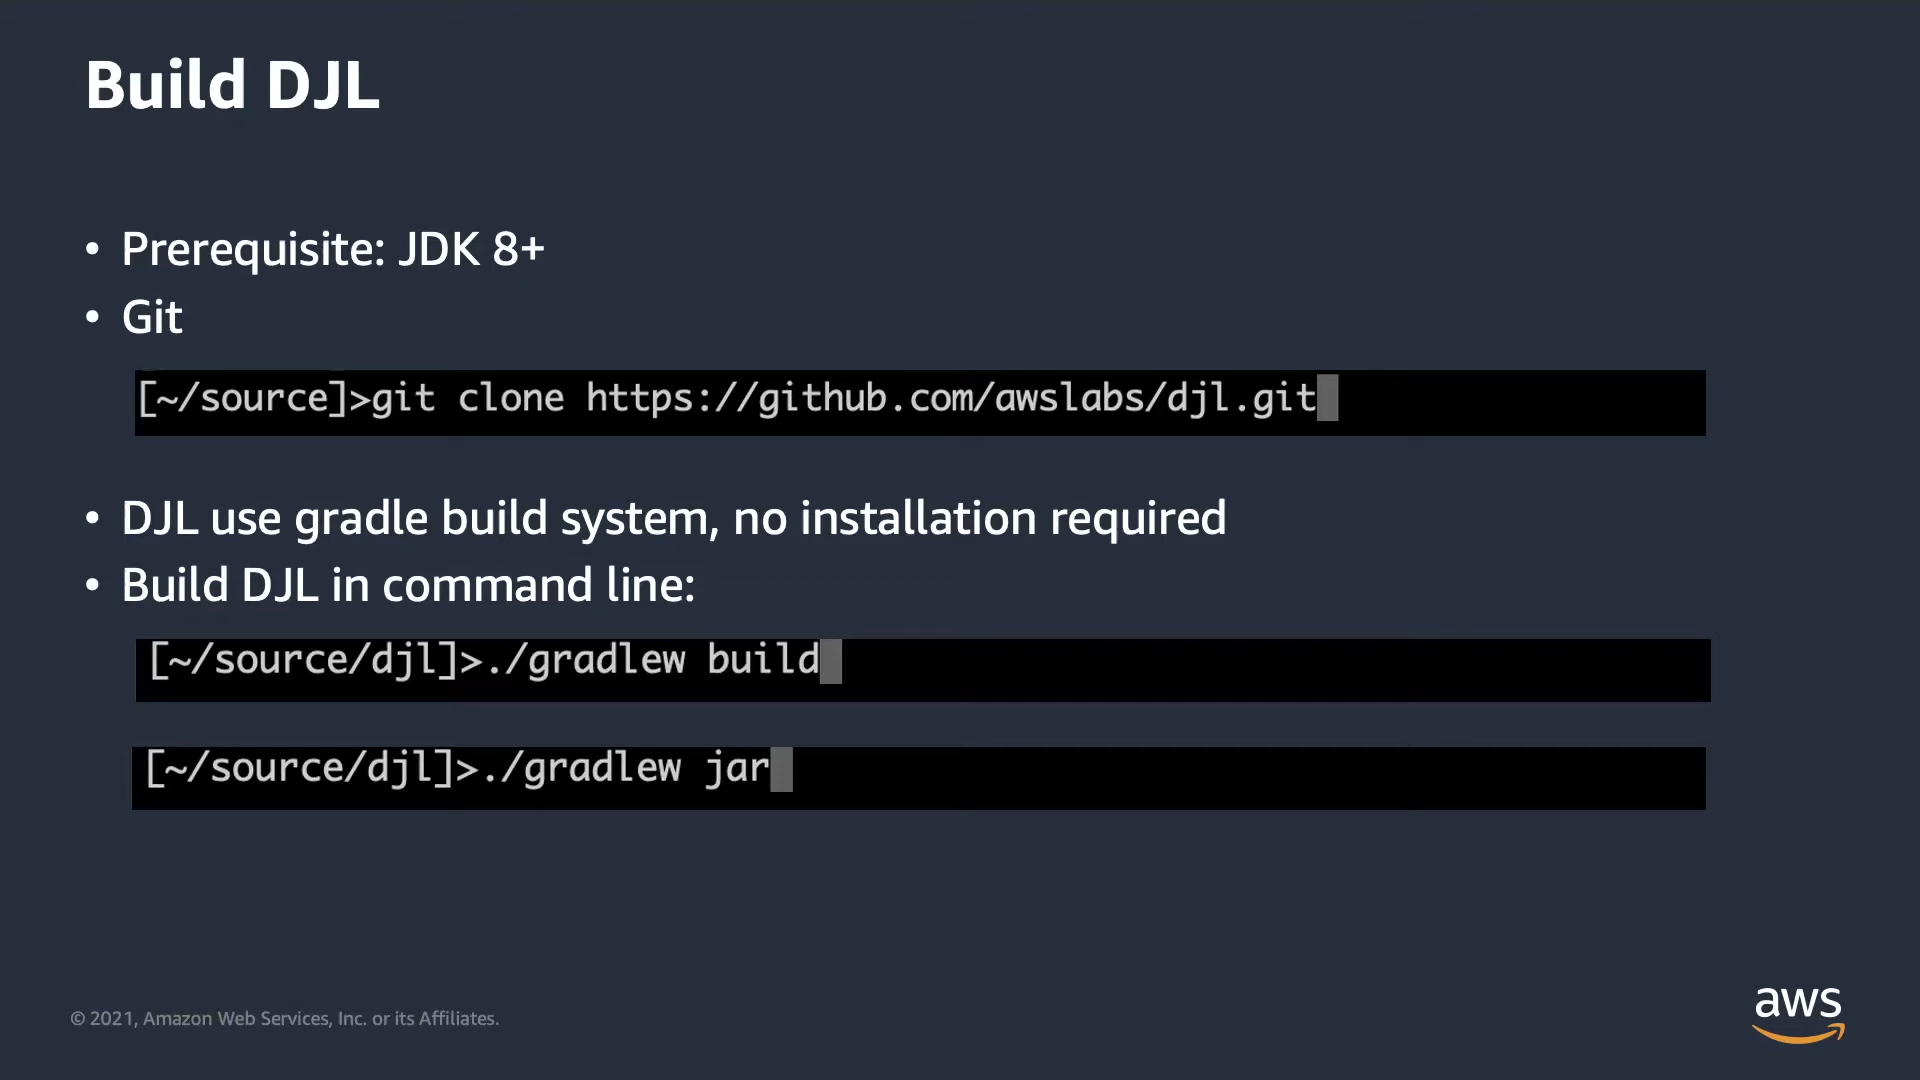 Build DJL
• Prerequisite: JDK 8+
• Git
[~/source]>git clone https://github.com/awslabs/djl.git
• DJL use gradle build system, no installation required
• Build DJL in command line:
[~/source/djl]>./gradlew build
[~/source/djl]>./gradlew jar
© 2021, Amazon Web Services, Inc. or its Affiliates.
aws